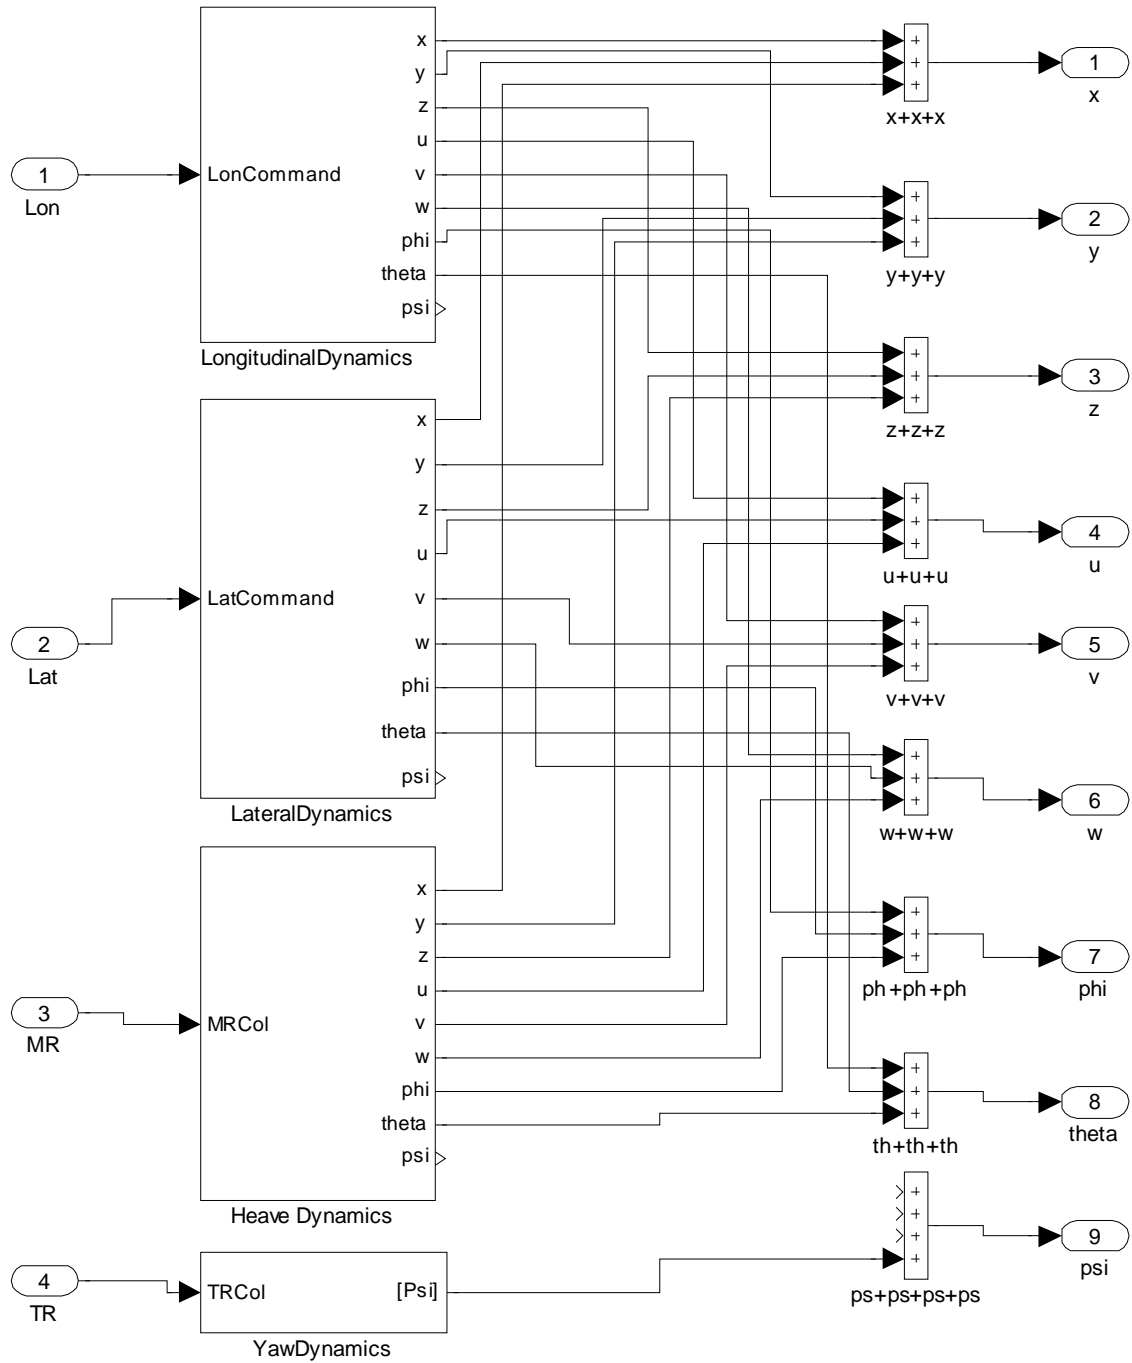 1
Lon
LonCommand
x
y
z
u
v
w
phi
theta
psi
LongitudinalDynamics
2
Lat
LatCommand
x
y
z
u
v
w
phi
theta
psi
LateralDynamics
3
MR
MRCol
x
y
z
u
v
w
phi
theta
psi
Heave Dynamics
4
TR
TRCol
[Psi]
YawDynamics
+
+
+
x+x+x
1
x
+
+
+
y+y+y
2
y
+
+
+
z+z+z
3
z
+
+
+
u+u+u
4
u
+
+
+
v+v+v
5
v
+
+
+
w+w+w
6
w
+
+
+
ph+ph+ph
7
phi
+
+
+
th+th+th
8
theta
+
+
+
+
ps+ps+ps+ps
9
psi